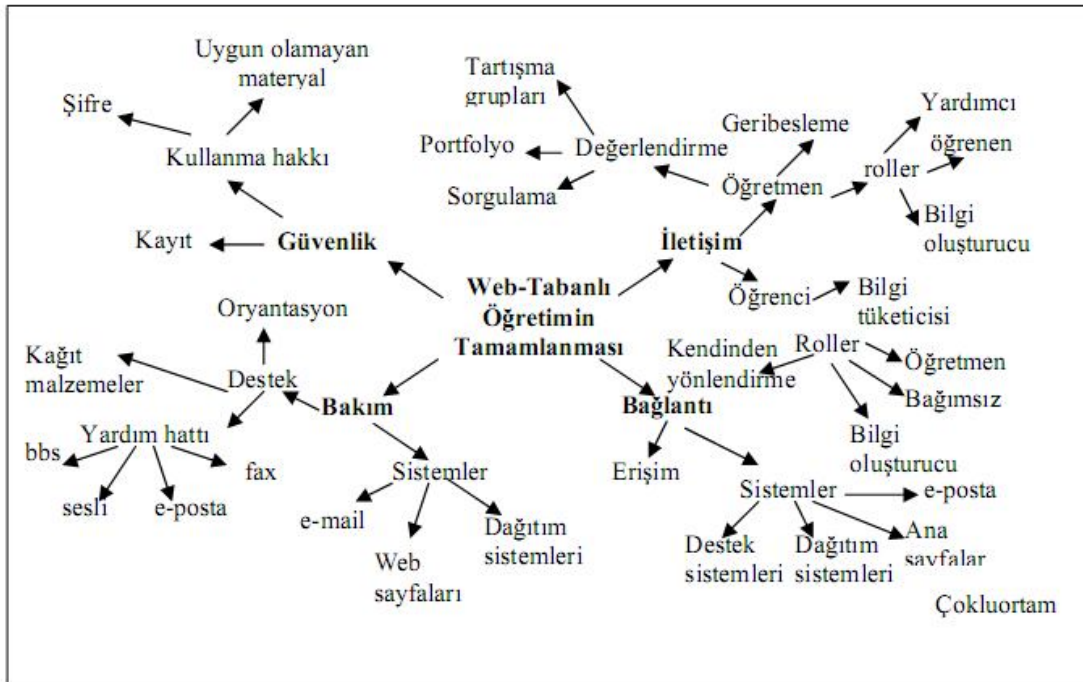 Uygun olamayan
materyal
Şifre
Kullanma hakkı
Kayıt
Güvenlik
Tartışma
grupları
Portfolyo
Değerlendirme
Sorgulama
Geribesleme
Öğretmen
Yardımcı
öğrenen
roller
Bilgi
oluşturucu
İletişim
Öğrenci
Bilgi
tüketicisi
Web-Tabanlı
Öğretimin
Tamamlanması
Oryantasyon
Kağıt
malzemeler
Destek
Bakım
Yardım hattı
bbs
sesli
e-posta
fax
Sistemler
e-mail
Web
sayfaları
Dağıtım
sistemleri
Kendinden
yönlendirme
Roller
Öğretmen
Bağımsız
Bilgi
oluşturucu
Bağlantı
Erişim
Sistemler
e-posta
Destek
sistemleri
Dağıtım
sistemleri
Ana
sayfalar
Çokluortam